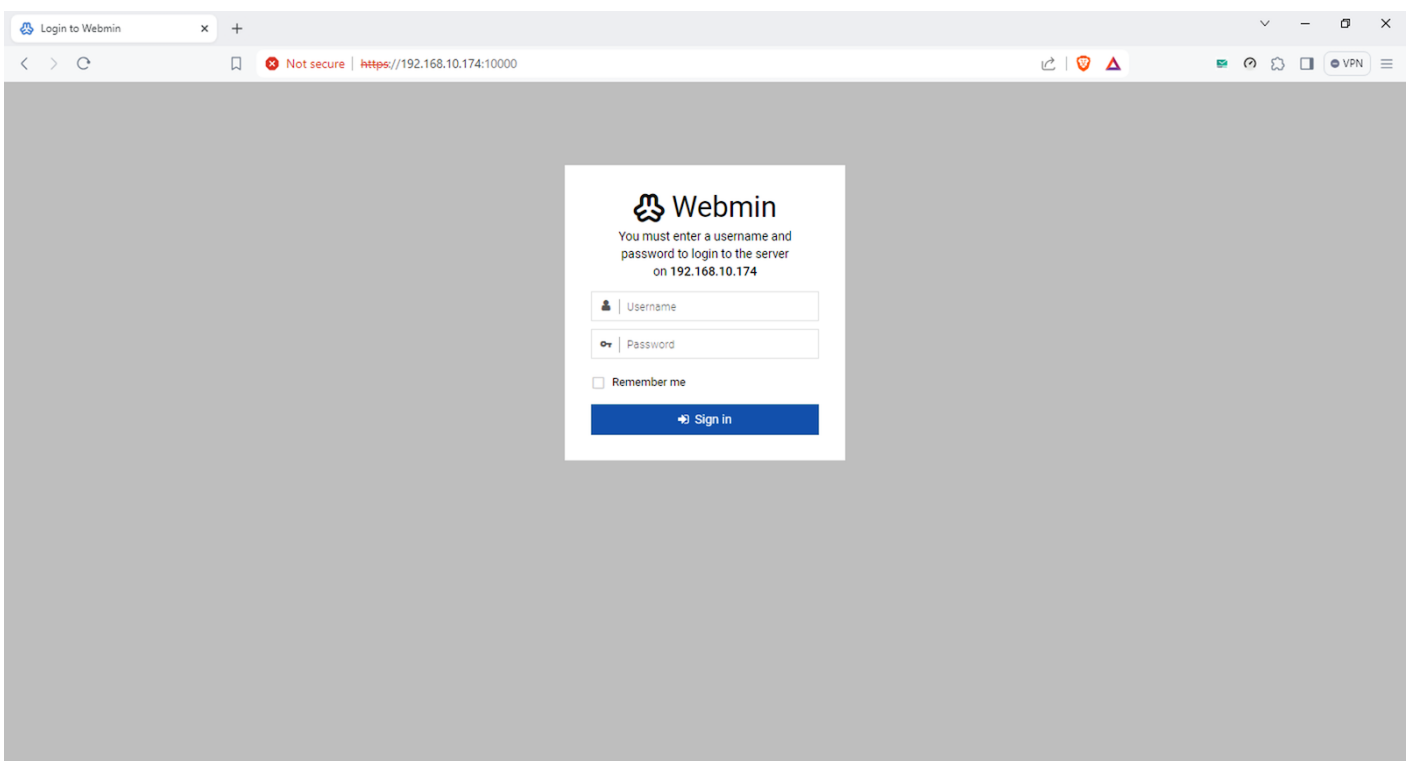 Login to Webmin
Not secure | https://192.168.10.174:10000
VPN
Webmin
You must enter a username and
password to login to the server
on 192.168.10.174
Username
Password
Remember me
Sign in